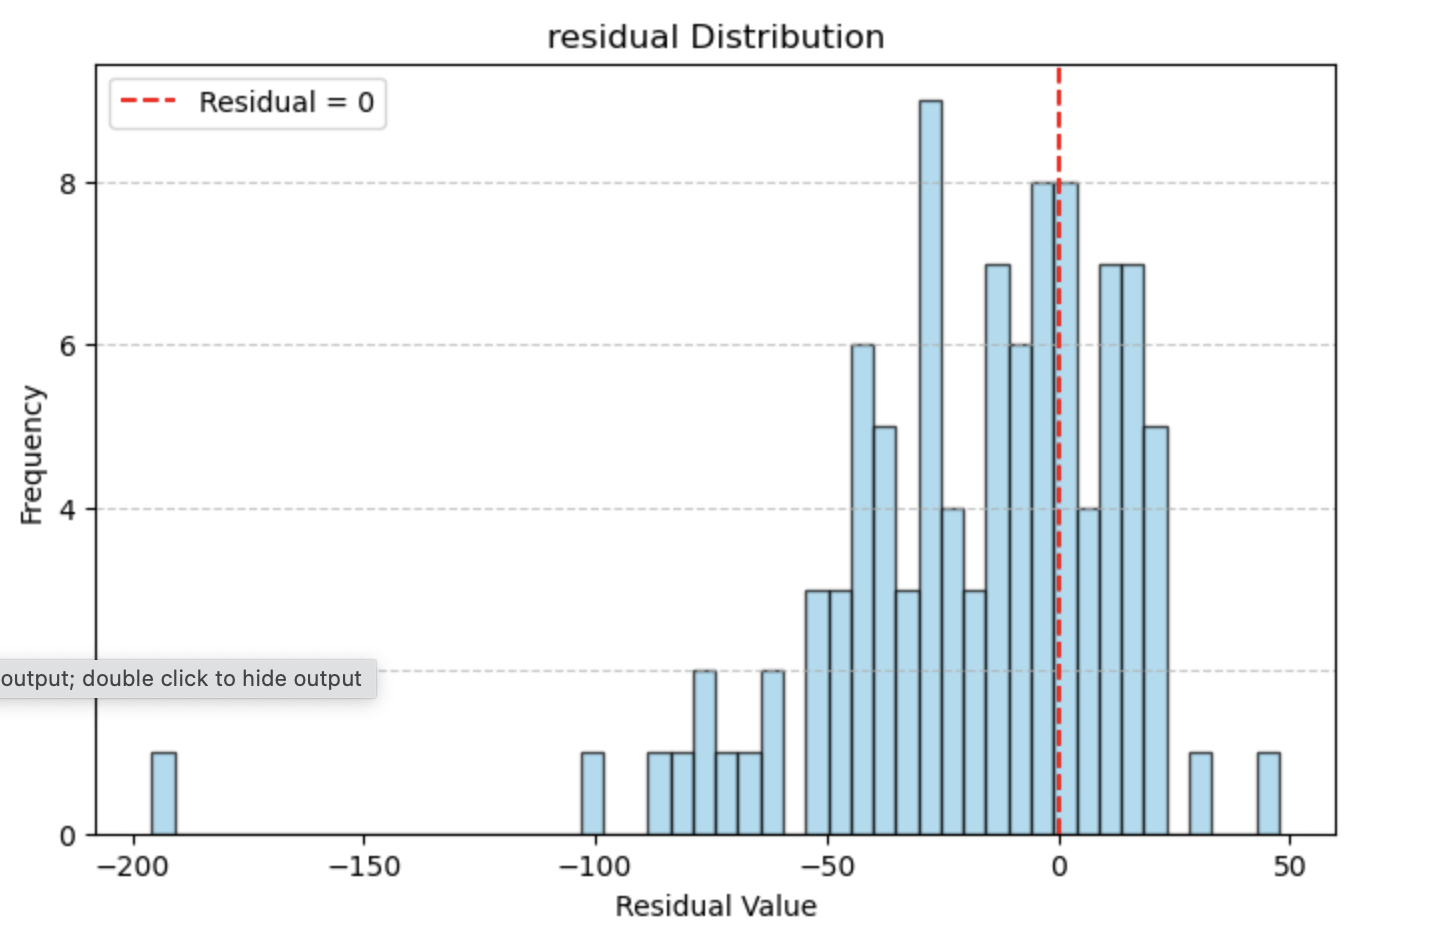 residual Distribution
Residual = 0
8
6
4
0
Frequency
output; double click to hide output
−200
−150
−100
−50
0
50
Residual Value